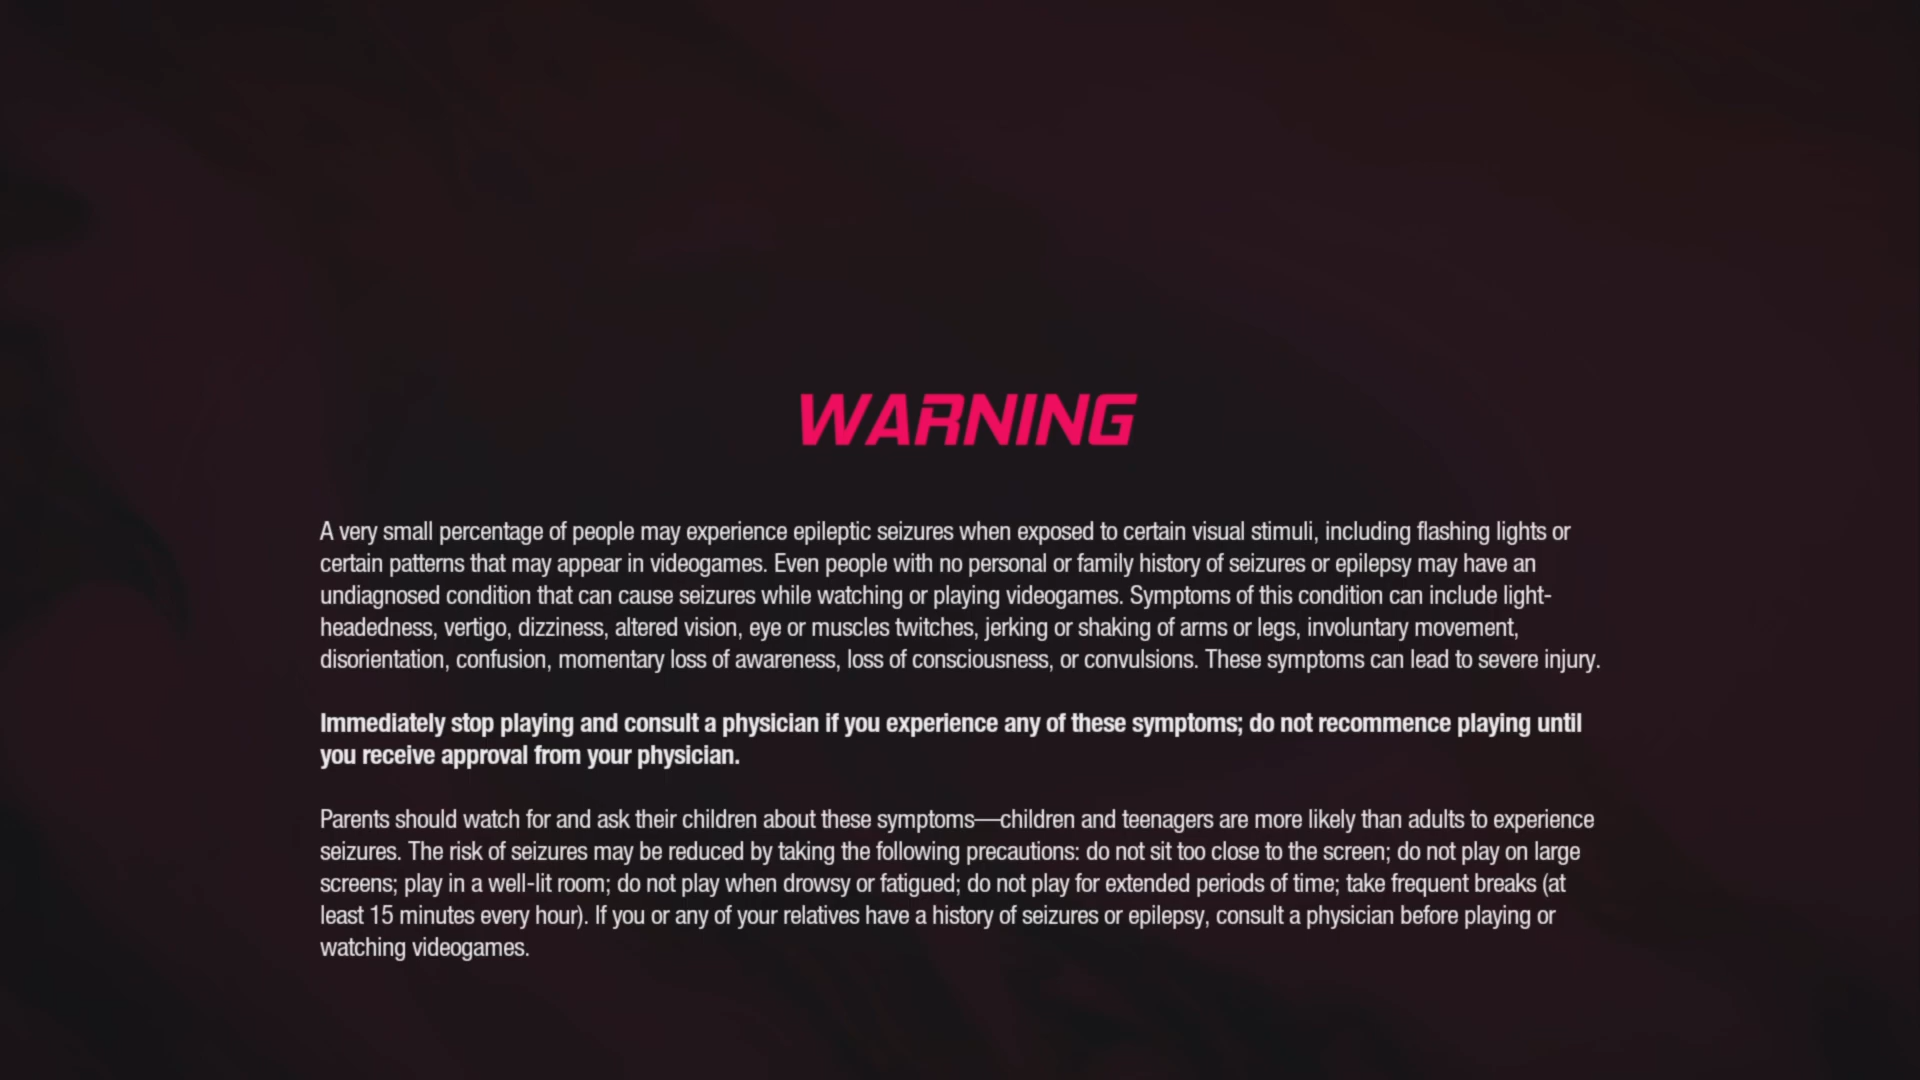 WARNING
A very small percentage of people may experience epileptic seizures when exposed to certain visual stimuli, including flashing lights or
certain patterns that may appear in videogames. Even people with no personal or family history of seizures or epilepsy may have an
undiagnosed condition that can cause seizures while watching or playing videogames. Symptoms of this condition can include light-
headedness, vertigo, dizziness, altered vision, eye or muscles twitches, jerking or shaking of arms or legs, involuntary movement,
disorientation, confusion, momentary loss of awareness, loss of consciousness, or convulsions. These symptoms can lead to severe injury.
Immediately stop playing and consult a physician if you experience any of these symptoms; do not recommence playing until
you receive approval from your physician.
Parents should watch for and ask their children about these symptoms—children and teenagers are more likely than adults to experience
seizures. The risk of seizures may be reduced by taking the following precautions: do not sit too close to the screen; do not play on large
screens; play in a well-lit room; do not play when drowsy or fatigued; do not play for extended periods of time; take frequent breaks (at
least 15 minutes every hour). If you or any of your relatives have a history of seizures or epilepsy, consult a physician before playing or
watching videogames.